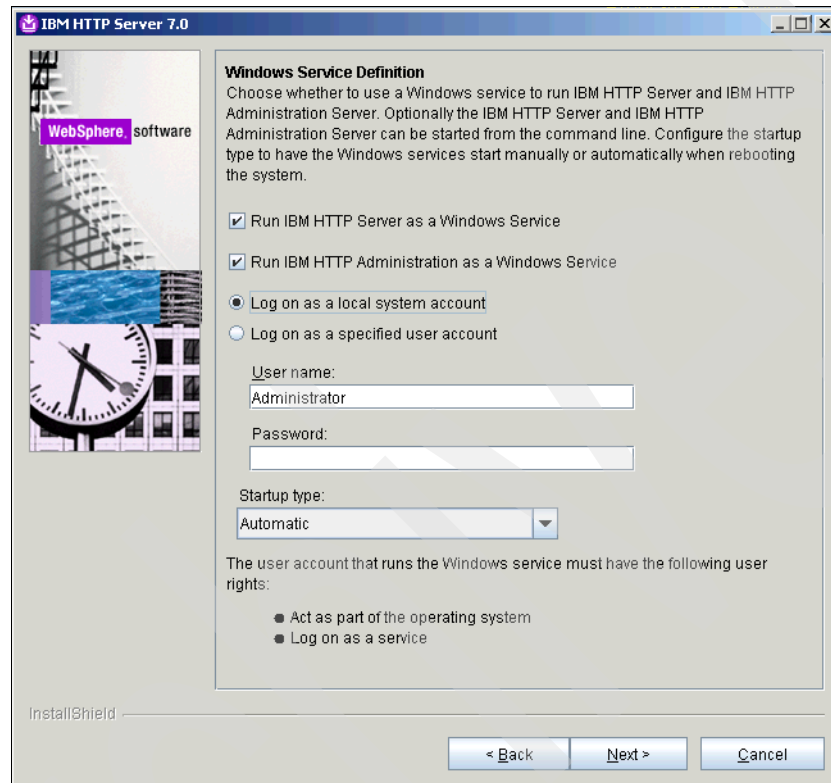 IBM HTTP Server 7.0
WebSphere. software
Windows Service Definition
Choose whether to use a Windows service to run IBM HTTP Server and IBM HTTP
Administration Server. Optionally the IBM HTTP Server and IBM HTTP
Administration Server can be started from the command line. Configure the startup
type to have the Windows services start manually or automatically when rebooting
the system.
Run IBM HTTP Server as a Windows Service
Run IBM HTTP Administration as a Windows Service
Log on as a local system account
Log on as a specified user account
User name:
Administrator
Password:
Startup type:
Automatic
The user account that runs the Windows service must have the following user
rights:
Act as part of the operating system
Log on as a service
InstallShield
< Back
Next >
Cancel